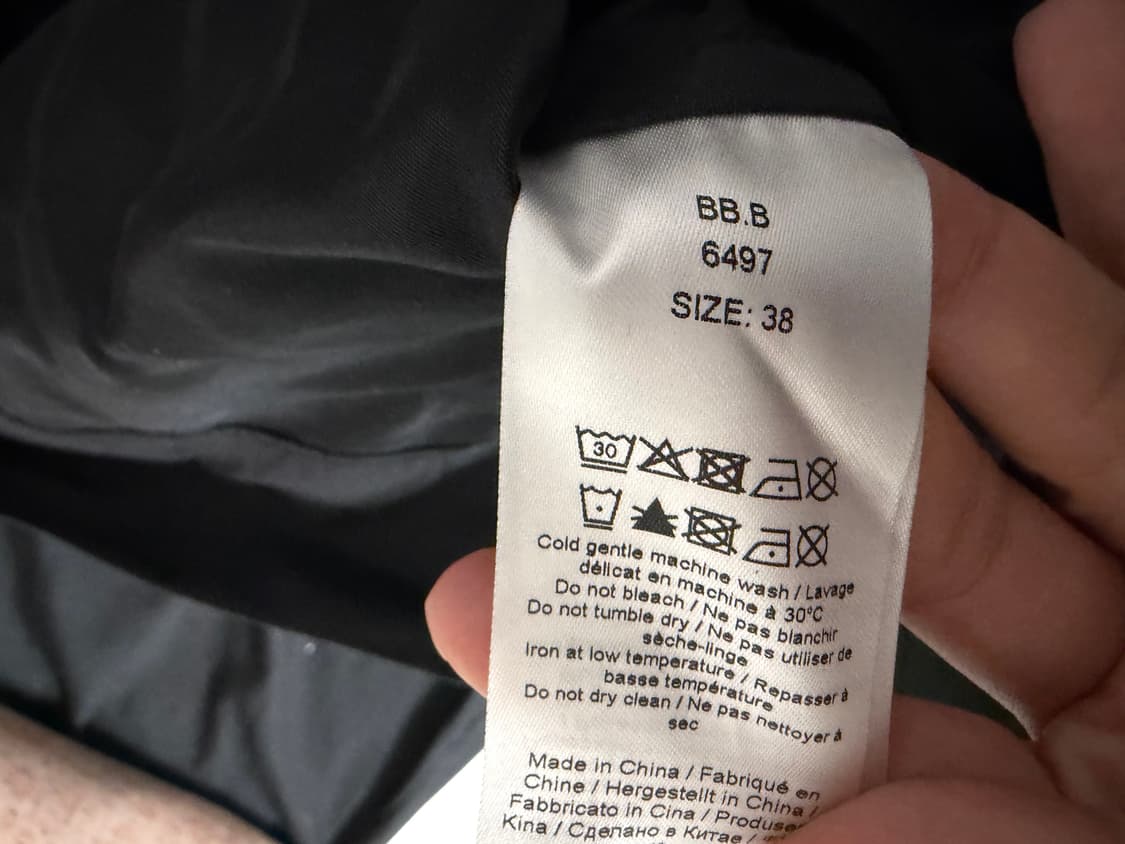 BB.B
6497
SIZE: 38
30
Cold gentle machine wash / Lavage
délicat en machine à 30°C
Do not bleach / Ne pas blanchir
Do not tumble dry / Ne pas utiliser de
sèche-linge
Iron at low temperature / Repasser à
basse température
Do not dry clean / Ne pas nettoyer à
sec
Made in China / Fabriqué en
Chine / Hergestellt in China /
Fabbricato in Cina /
Kina / Сделано в Китае /